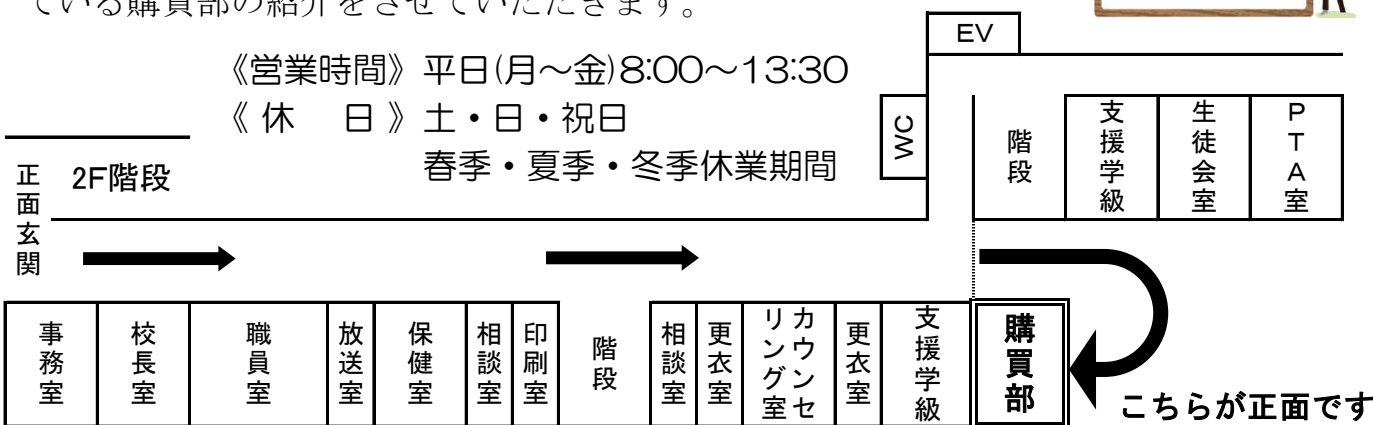 ている購買部の紹介をさせていただきます。
EV
《営業時間》平日(月～金)8:00～13:30
《休　日》土・日・祝日
春季・夏季・冬季休業期間
WC
階段
支援学級
生徒会室
PTA室
正面玄関
2F階段
事務室
校長室
職員室
放送室
保健室
相談室
印刷室
階段
相談室
更衣室
カウンセリング室
更衣室
支援学級
購買部
こちらが正面です